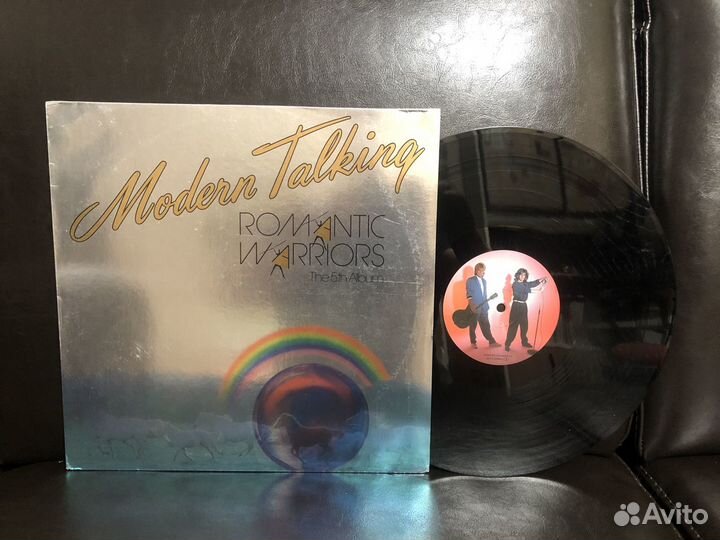 Modern Talking
ROMANTIC
WARRIORS
The 5th Album
Avito